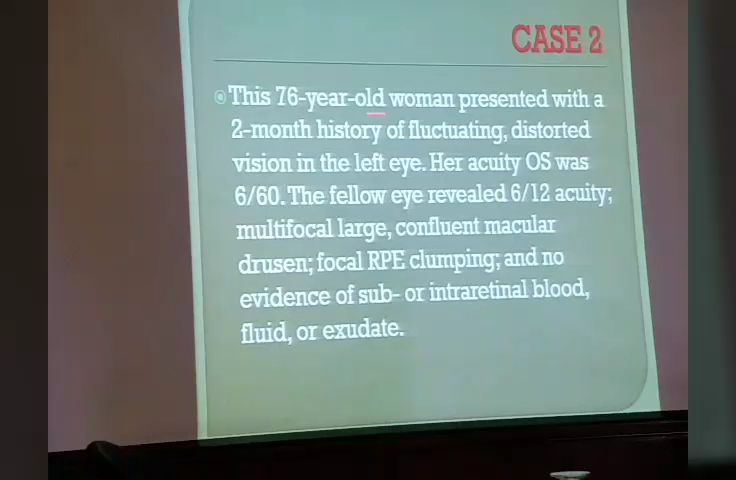 CASE 2
This 76-year-old woman presented with a
2-month history of fluctuating, distorted
vision in the left eye. Her acuity OS was
6/60. The fellow eye revealed 6/12 acuity;
multifocal large, confluent macular
drusen; focal RPE clumping; and no
evidence of sub- or intraretinal blood,
fluid, or exudate.